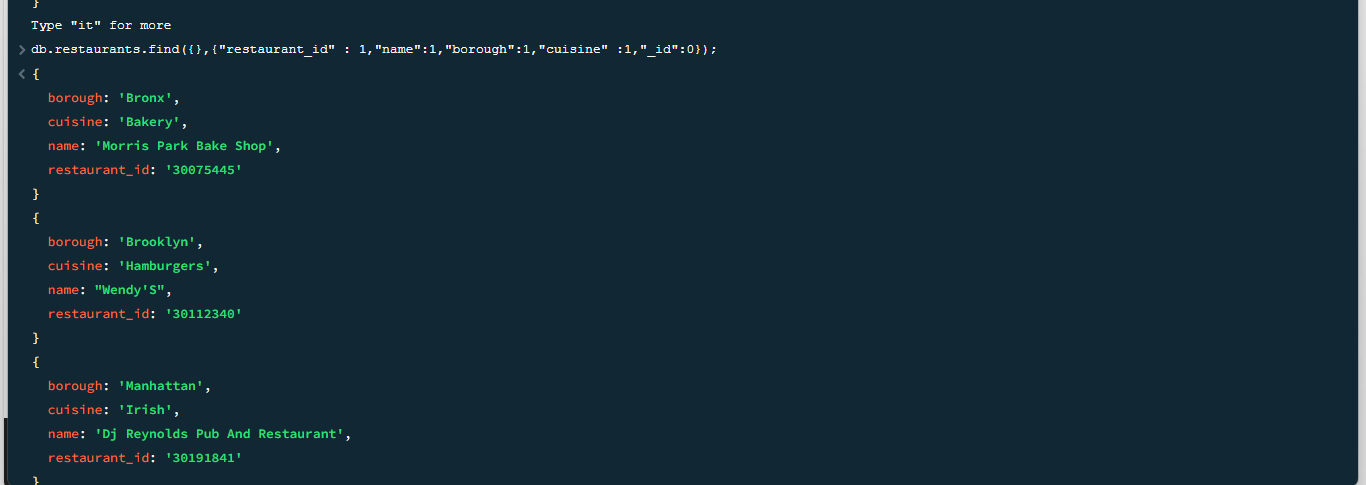 }
Type "it" for more
> db.restaurants.find({},{"restaurant_id" : 1,"name":1,"borough":1,"cuisine" :1,"_id":0});
< {
borough: 'Bronx',
cuisine: 'Bakery',
name: 'Morris Park Bake Shop',
restaurant_id: '30075445'
}
{
borough: 'Brooklyn',
cuisine: 'Hamburgers',
name: "Wendy'S",
restaurant_id: '30112340'
}
{
borough: 'Manhattan',
cuisine: 'Irish',
name: 'Dj Reynolds Pub And Restaurant',
restaurant_id: '30191841'
}